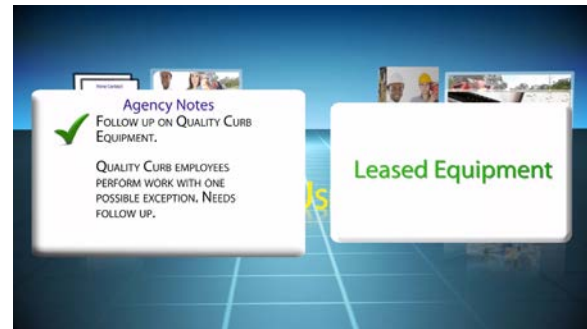 Agency Notes
FOLLOW UP ON QUALITY CURB
EQUIPMENT.
QUALITY CURB EMPLOYEES
PERFORM WORK WITH ONE
POSSIBLE EXCEPTION. NEEDS
FOLLOW UP.
Leased Equipment